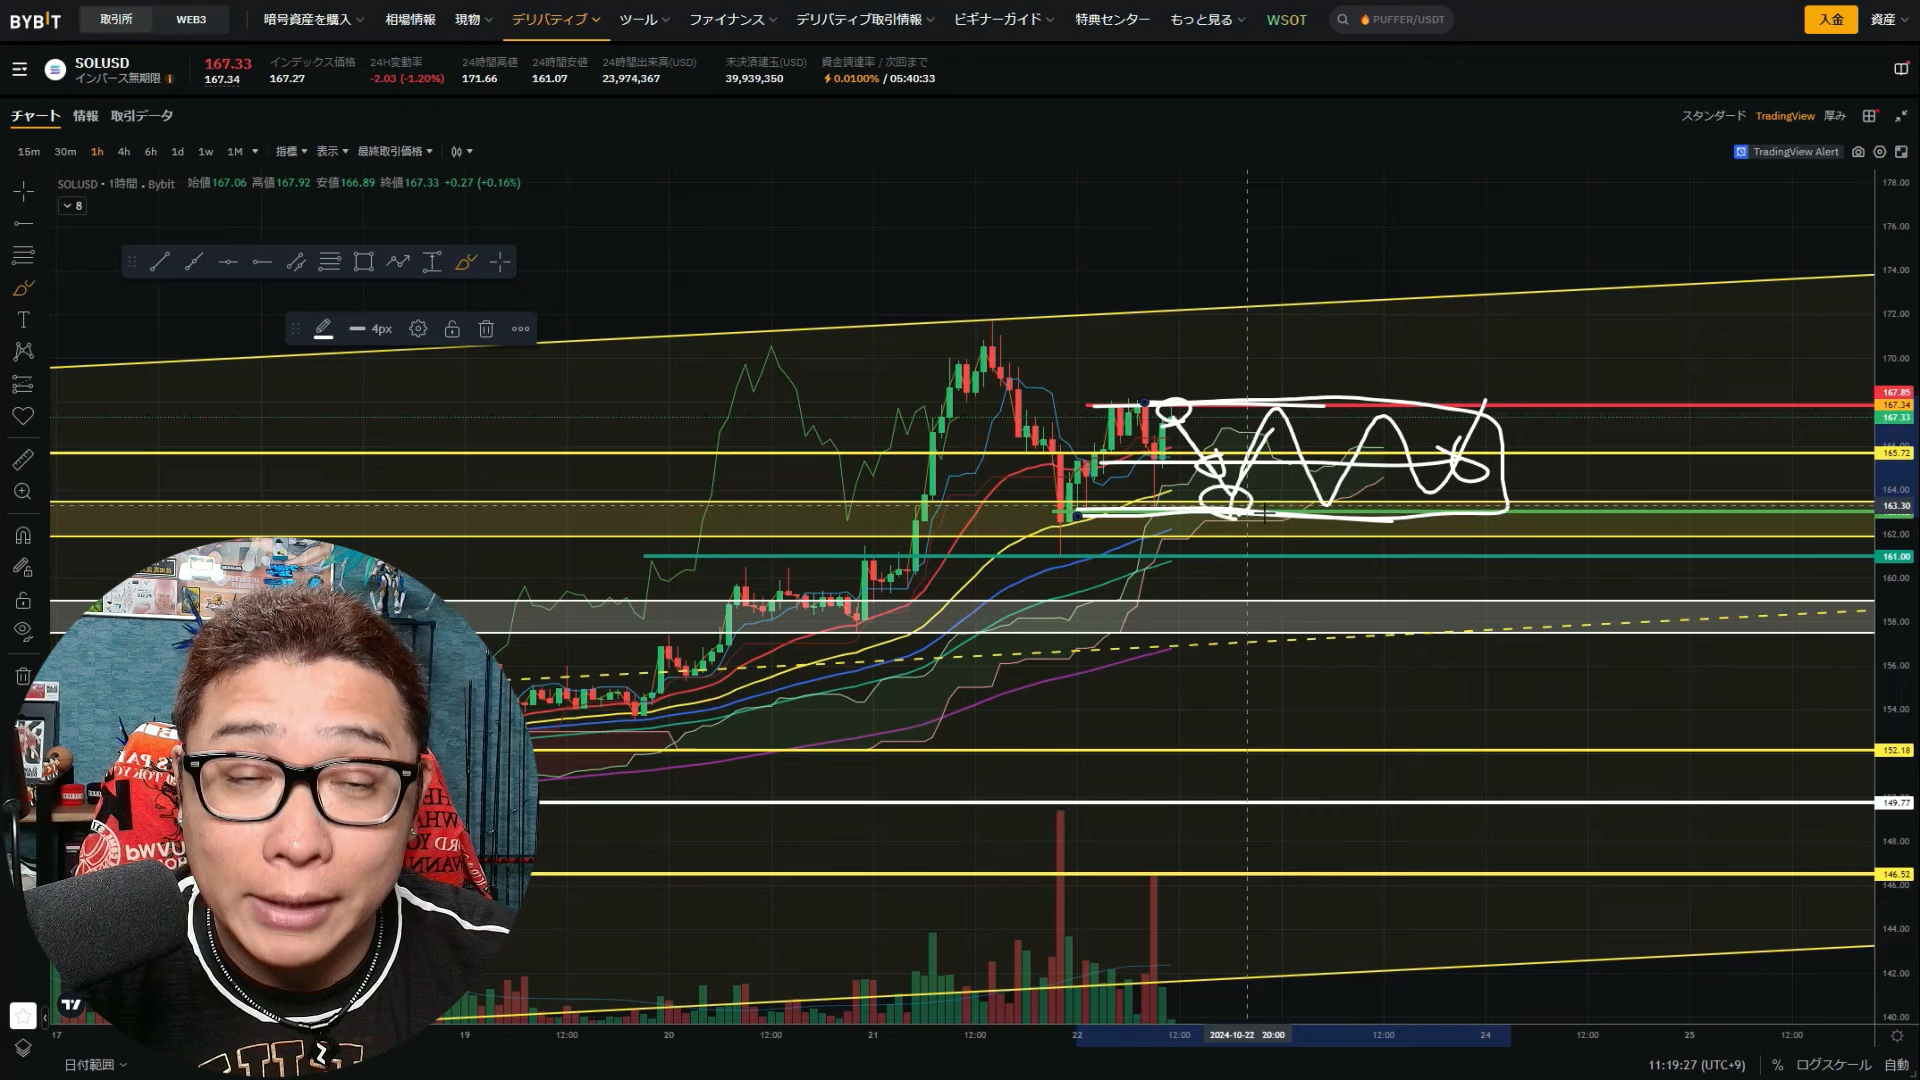 BYBIT 取引所 WEB3 暗号資産を購入 相場情報 現物 デリバティブ ツール ファイナンス デリバティブ取引情報 ビギナーガイド 特典センター もっと見る WSOT PUFFER/USDT 入金 資産
SOLUSD 167.33 インデックス価格 24H変動率 24時間高値 24時間安値 24時間出来高(USD) 未決済建玉(USD) 資金調達率 / 次回まで
インバース無期限 167.34 167.27 -2.03 (-1.20%) 171.66 161.07 23,974,367 39,939,350 0.0100% / 05:40:33
チャート 情報 取引データ スタンダード TradingView 厚み
15m 30m 1h 4h 6h 1d 1w 1M 指標 表示 最終取引価格 TradingView Alert
SOLUSD • 1時間 • Bybit 始値167.06 高値167.92 安値166.89 終値167.33 +0.27 (+0.16%)
8
4px
178.00
176.00
174.00
172.00
170.00
167.85
167.34
167.33
165.72
164.00
163.30
162.00
161.00
160.00
158.00
156.00
154.00
152.18
149.77
148.00
146.52
146.00
144.00
142.00
140.00
17 19 12:00 20 12:00 21 12:00 22 12:00 2024-10-22 20:00 12:00 24 12:00 25 12:00
日付範囲 11:19:27 (UTC+9) % ログスケール 自動